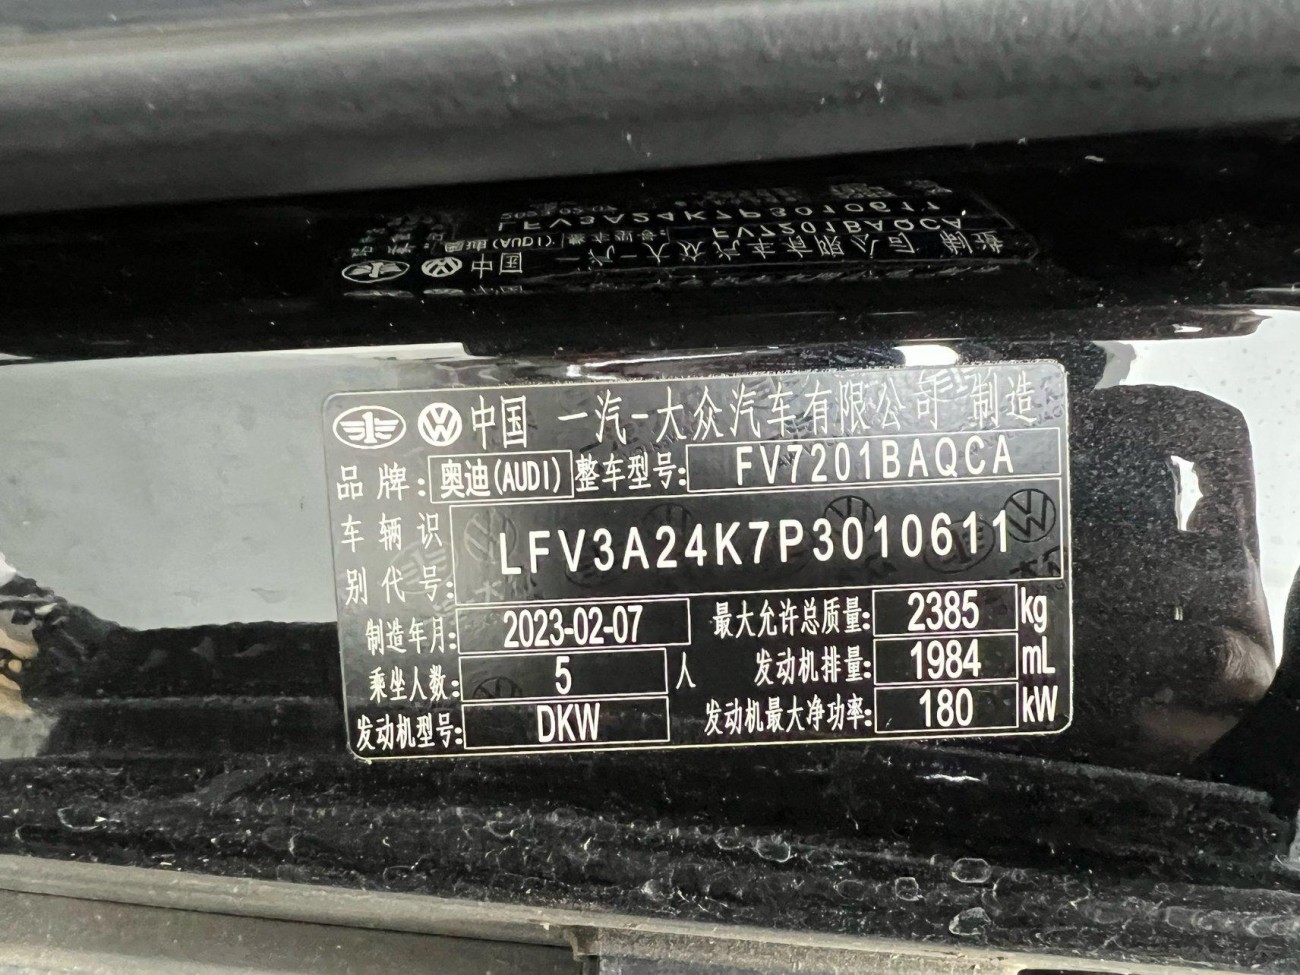 中国 一汽-大众汽车有限公司 制造
品牌: 奥迪(AUDI) 整车型号: FV7201BAQCA
车辆识别代号: LFV3A24K7P3010611
制造年月: 2023-02-07 最大允许总质量: 2385 kg
乘坐人数: 5 人 发动机排量: 1984 mL
发动机型号: DKW 发动机最大净功率: 180 kW